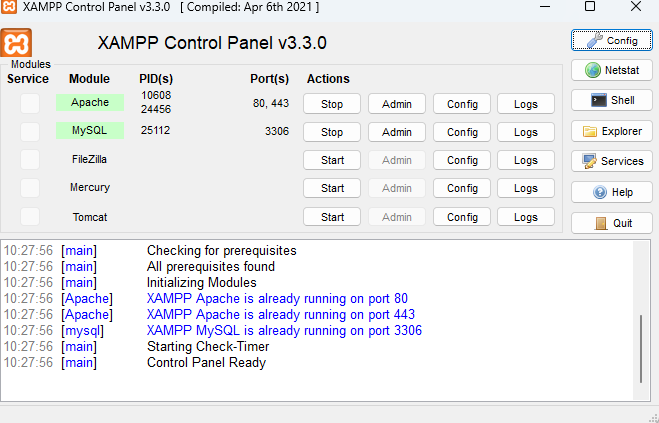 XAMPP Control Panel v3.3.0 [ Compiled: Apr 6th 2021 ]
XAMPP Control Panel v3.3.0
Config
Modules
Service Module PID(s) Port(s) Actions
Netstat
Apache 10608 24456 80, 443 Stop Admin Config Logs
Shell
MySQL 25112 3306 Stop Admin Config Logs
Explorer
FileZilla Start Admin Config Logs
Services
Mercury Start Admin Config Logs
Help
Tomcat Start Admin Config Logs
Quit
10:27:56 [main] Checking for prerequisites
10:27:56 [main] All prerequisites found
10:27:56 [main] Initializing Modules
10:27:56 [Apache] XAMPP Apache is already running on port 80
10:27:56 [Apache] XAMPP Apache is already running on port 443
10:27:56 [mysql] XAMPP MySQL is already running on port 3306
10:27:56 [main] Starting Check-Timer
10:27:56 [main] Control Panel Ready